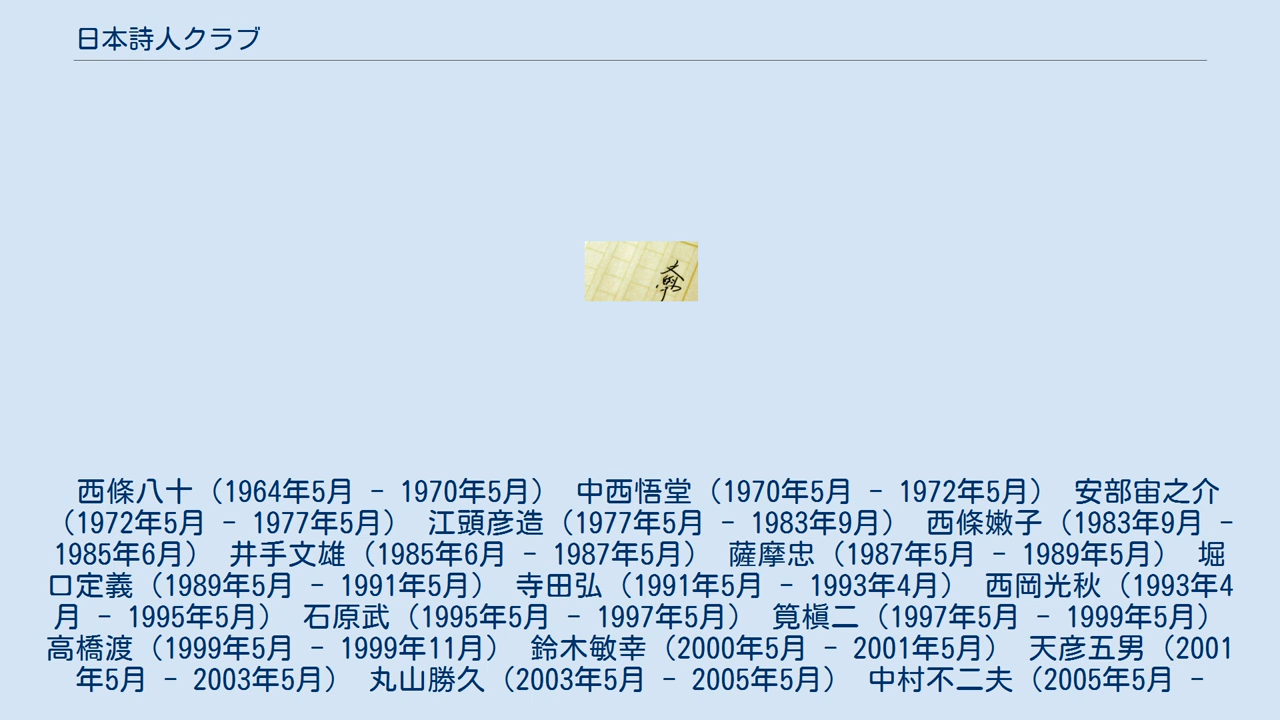 日本詩人クラブ
西條八十（1964年5月 - 1970年5月） 中西悟堂（1970年5月 - 1972年5月） 安部宙之介
（1972年5月 - 1977年5月） 江頭彦造（1977年5月 - 1983年9月） 西條嫩子（1983年9月 -
1985年6月） 井手文雄（1985年6月 - 1987年5月） 薩摩忠（1987年5月 - 1989年5月） 堀
口定義（1989年5月 - 1991年5月） 寺田弘（1991年5月 - 1993年4月） 西岡光秋（1993年4
月 - 1995年5月） 石原武（1995年5月 - 1997年5月） 筧槇二（1997年5月 - 1999年5月）
高橋渡（1999年5月 - 1999年11月） 鈴木敏幸（2000年5月 - 2001年5月） 天彦五男（2001
年5月 - 2003年5月） 丸山勝久（2003年5月 - 2005年5月） 中村不二夫（2005年5月 -